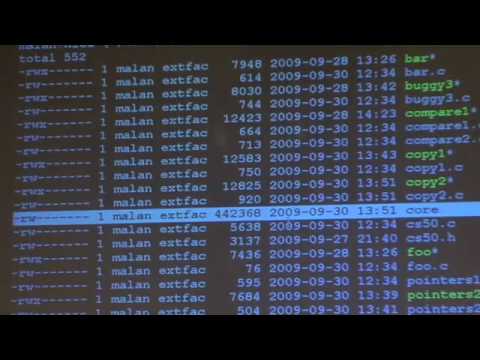 total 552
-rwx------ 1 malan extfac 7948 2009-09-28 13:26 bar*
-rw------- 1 malan extfac 614 2009-09-30 12:34 bar.c
-rwx------ 1 malan extfac 8030 2009-09-28 13:42 buggy3*
-rw------- 1 malan extfac 744 2009-09-30 12:34 buggy3.c
-rwx------ 1 malan extfac 12423 2009-09-28 14:23 compare1*
-rw------- 1 malan extfac 664 2009-09-30 12:34 compare1.c
-rw------- 1 malan extfac 713 2009-09-30 12:34 compare2.c
-rwx------ 1 malan extfac 12583 2009-09-30 13:43 copy1*
-rw------- 1 malan extfac 750 2009-09-30 12:34 copy1.c
-rwx------ 1 malan extfac 12825 2009-09-30 13:51 copy2*
-rw------- 1 malan extfac 920 2009-09-30 13:51 copy2.c
-rw------- 1 malan extfac 442368 2009-09-30 13:51 core
-rw------- 1 malan extfac 5638 2009-09-30 12:34 cs50.c
-rw------- 1 malan extfac 3137 2009-09-27 21:40 cs50.h
-rwx------ 1 malan extfac 7436 2009-09-28 13:26 foo*
-rw------- 1 malan extfac 76 2009-09-30 12:34 foo.c
-rw------- 1 malan extfac 595 2009-09-30 12:34 pointers1
-rwx------ 1 malan extfac 7684 2009-09-30 13:39 pointers2
-rw------- 1 malan extfac 504 2009-09-30 13:41 pointers2